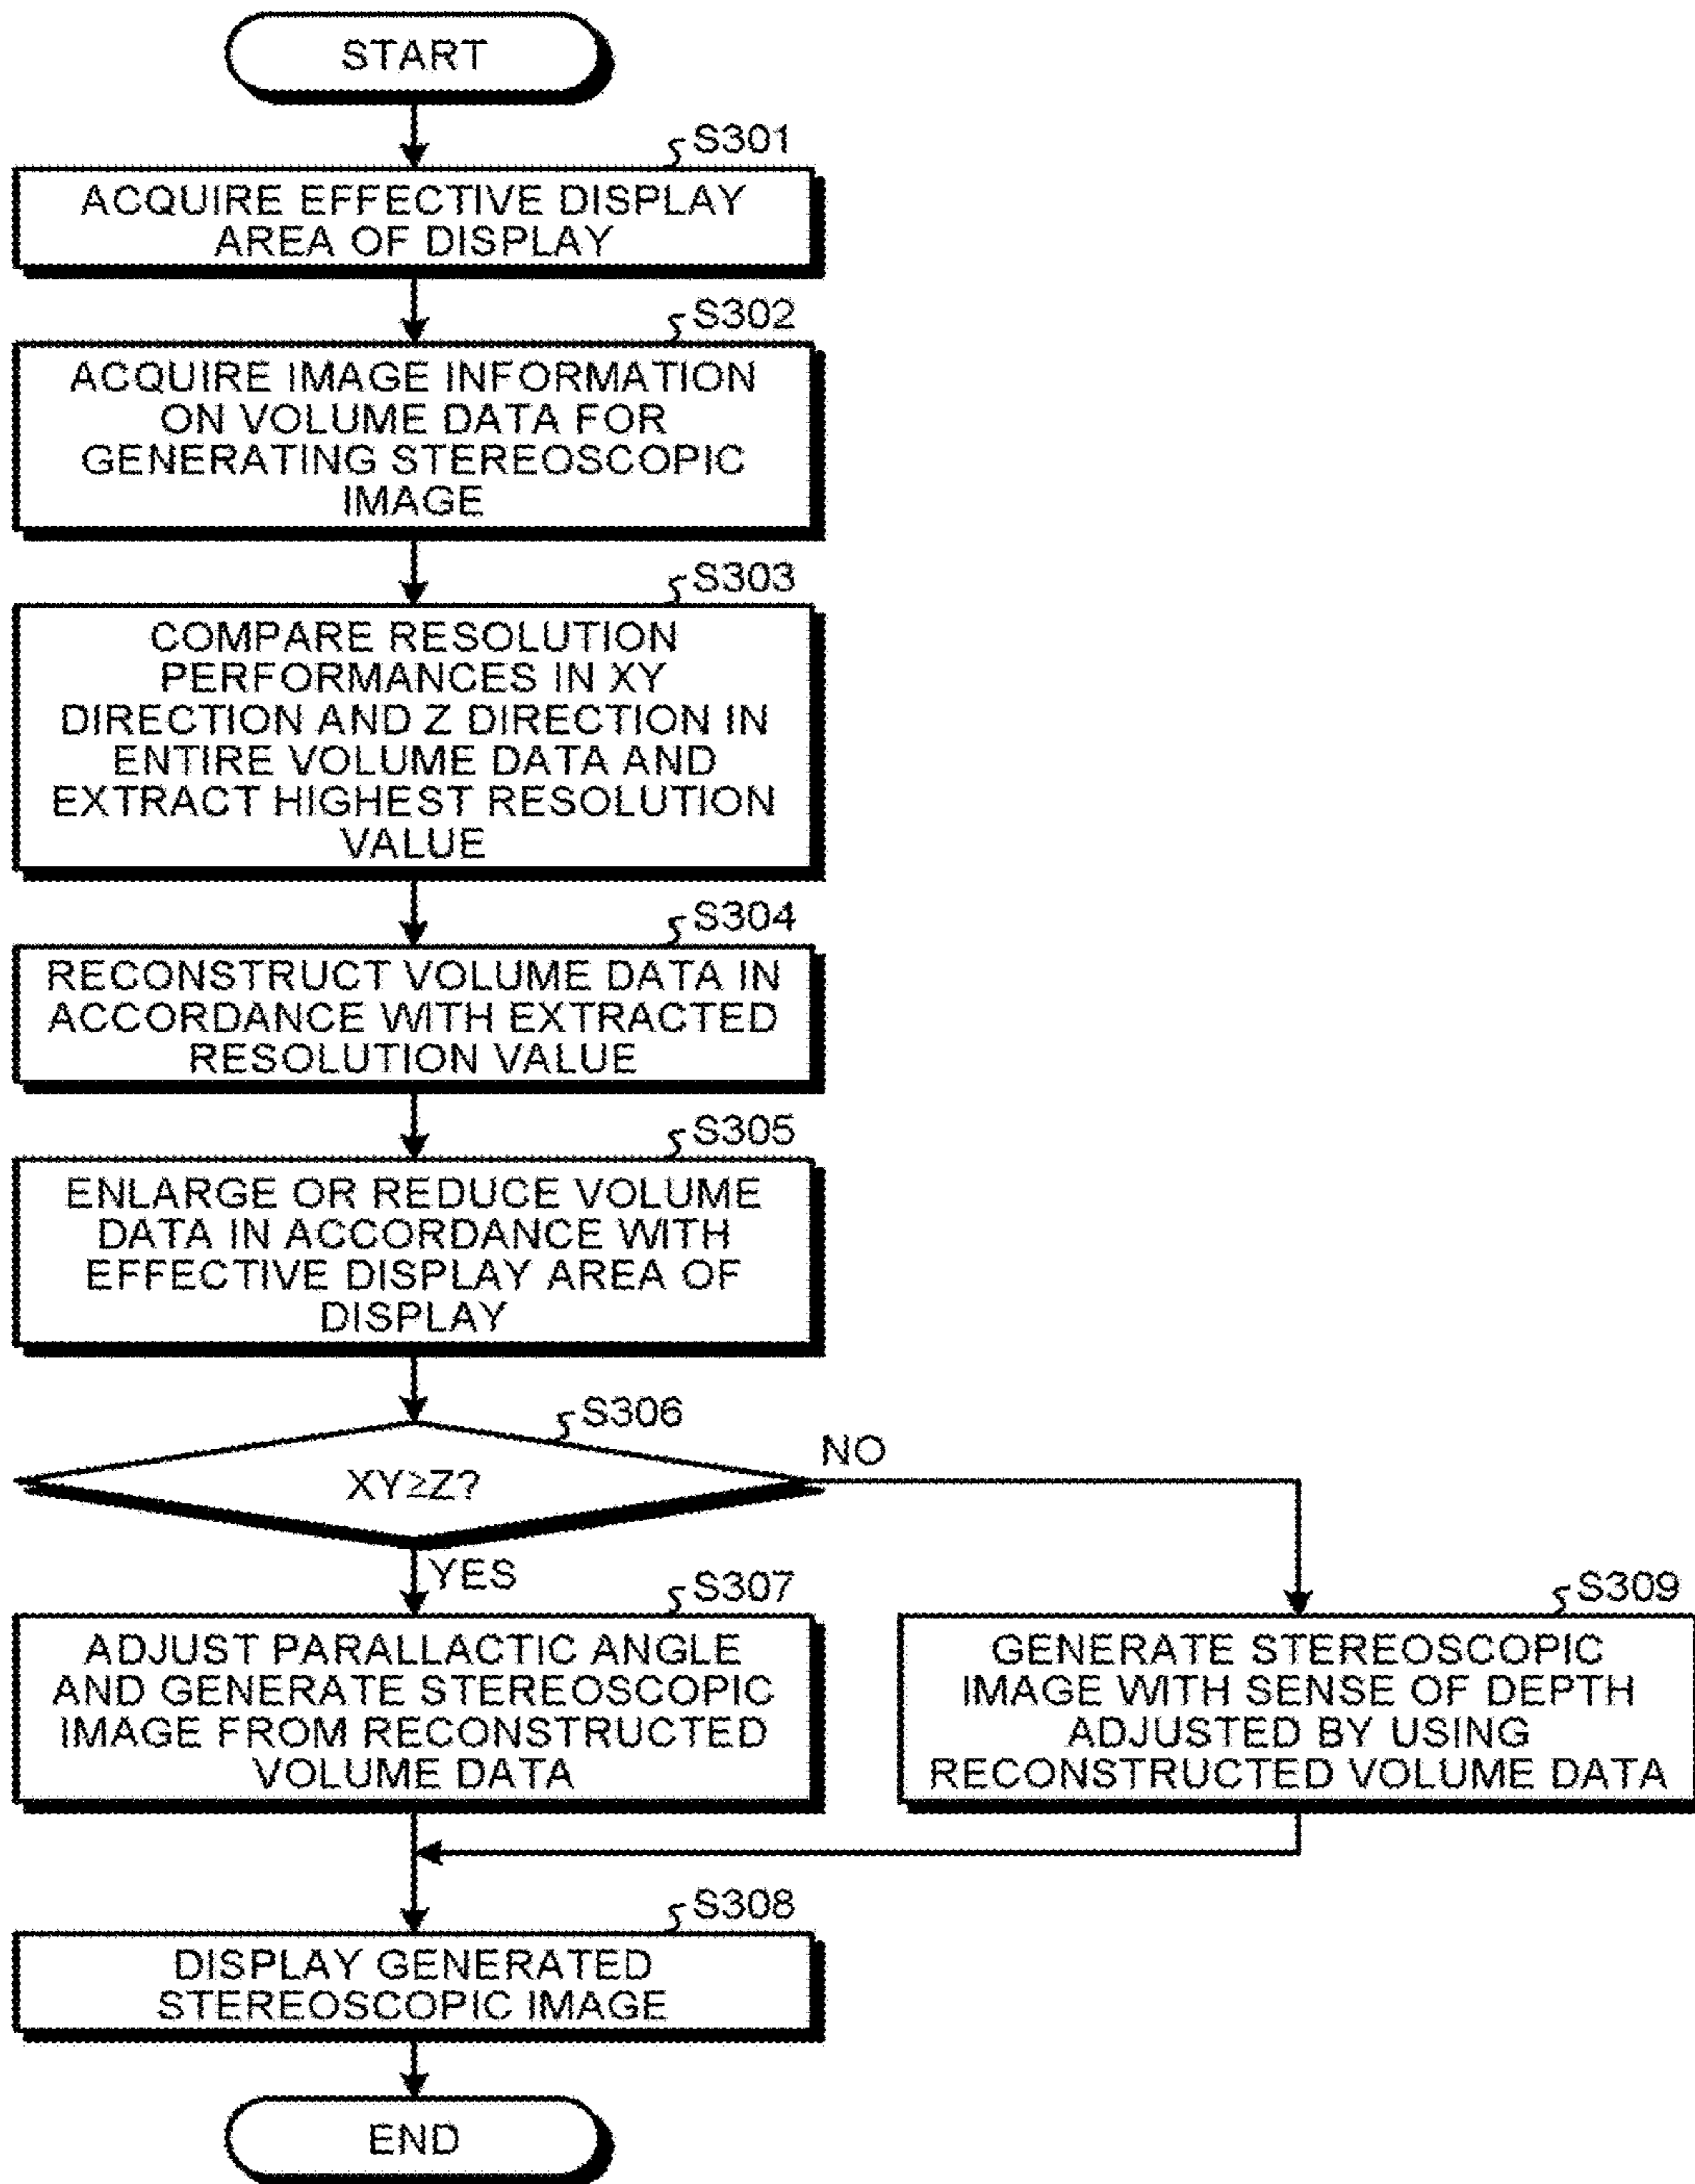 START
S301
ACQUIRE EFFECTIVE DISPLAY
AREA OF DISPLAY
S302
ACQUIRE IMAGE INFORMATION
ON VOLUME DATA FOR
GENERATING STEREOSCOPIC
IMAGE
S303
COMPARE RESOLUTION
PERFORMANCES IN XY
DIRECTION AND Z DIRECTION IN
ENTIRE VOLUME DATA AND
EXTRACT HIGHEST RESOLUTION
VALUE
S304
RECONSTRUCT VOLUME DATA IN
ACCORDANCE WITH EXTRACTED
RESOLUTION VALUE
S305
ENLARGE OR REDUCE VOLUME
DATA IN ACCORDANCE WITH
EFFECTIVE DISPLAY AREA OF
DISPLAY
S306
XY≥Z?
NO
YES
S307
ADJUST PARALLACTIC ANGLE
AND GENERATE STEREOSCOPIC
IMAGE FROM RECONSTRUCTED
VOLUME DATA
S309
GENERATE STEREOSCOPIC
IMAGE WITH SENSE OF DEPTH
ADJUSTED BY USING
RECONSTRUCTED VOLUME DATA
S308
DISPLAY GENERATED
STEREOSCOPIC IMAGE
END